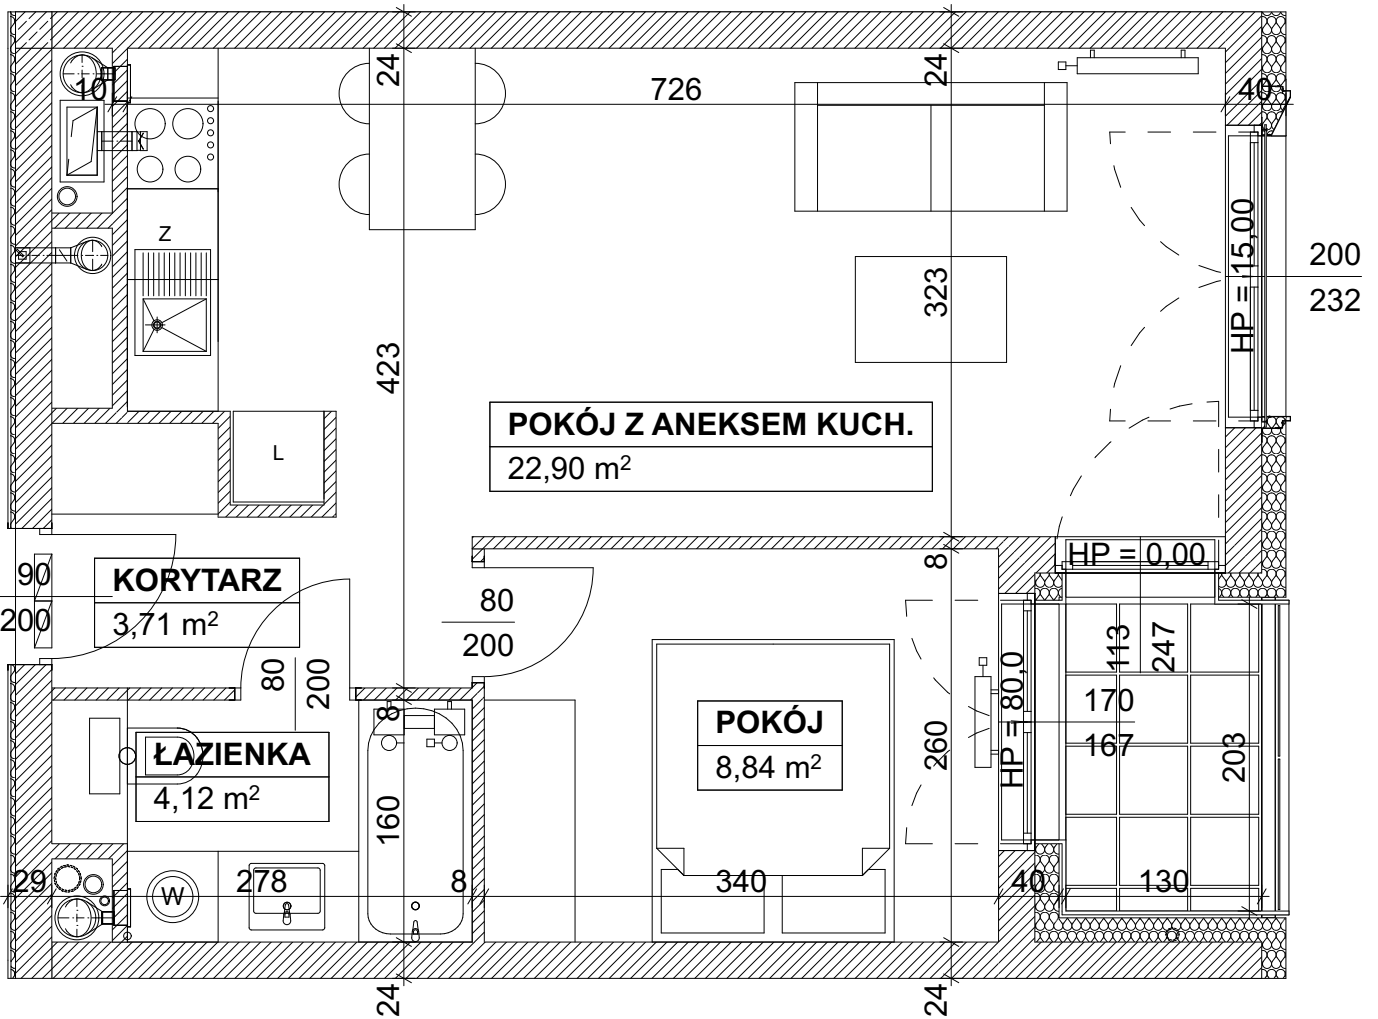 24
24
10
726
40
Z
HP = 15,00
200
232
323
423
POKÓJ Z ANEKSEM KUCH.
22,90 m²
L
HP = 0,00
8
90
200
KORYTARZ
3,71 m²
80
200
80
200
113
247
HP = 80,0
170
167
8
POKÓJ
8,84 m²
260
203
ŁAZIENKA
4,12 m²
160
29
W
278
8
340
40
130
24
24